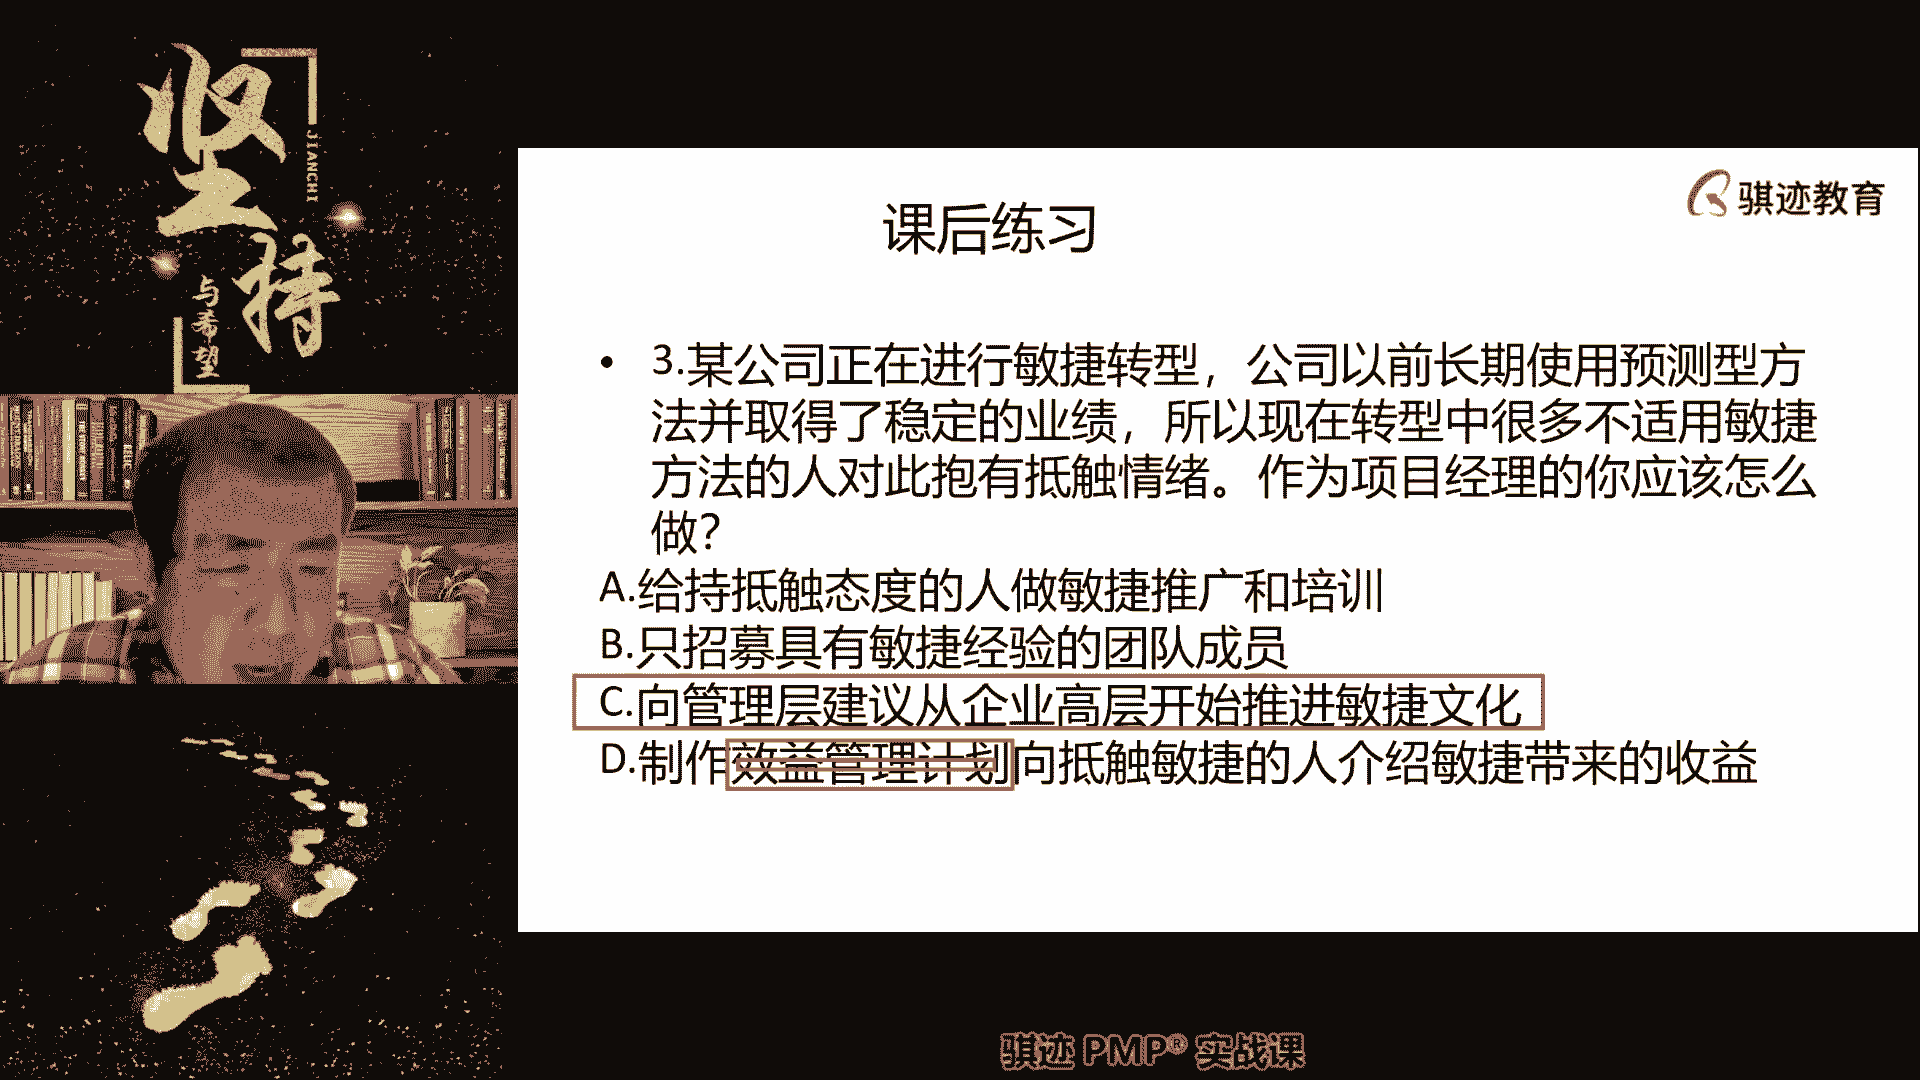 坚持
JIANCHI
与希望
骐迹教育
课后练习
• 3.某公司正在进行敏捷转型，公司以前长期使用预测型方
法并取得了稳定的业绩，所以现在转型中很多不适用敏捷
方法的人对此抱有抵触情绪。作为项目经理的你应该怎么
做？
A.给持抵触态度的人做敏捷推广和培训
B.只招募具有敏捷经验的团队成员
C.向管理层建议从企业高层开始推进敏捷文化
D.制作效益管理计划向抵触敏捷的人介绍敏捷带来的收益
骐迹 PMP® 实战课